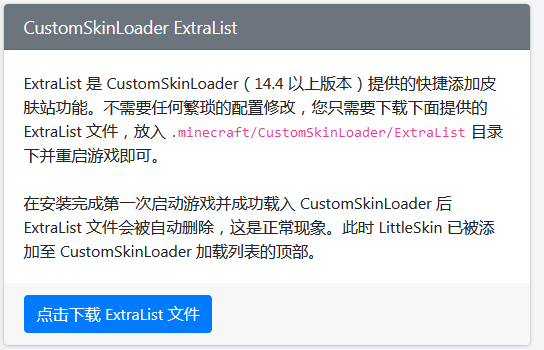 CustomSkinLoader ExtraList
ExtraList 是 CustomSkinLoader（14.4 以上版本）提供的快捷添加皮
肤站功能。不需要任何繁琐的配置修改，您只需要下载下面提供的
ExtraList 文件，放入 .minecraft/CustomSkinLoader/ExtraList 目录
下并重启游戏即可。
在安装完成第一次启动游戏并成功载入 CustomSkinLoader 后
ExtraList 文件会被自动删除，这是正常现象。此时 LittleSkin 已被添
加至 CustomSkinLoader 加载列表的顶部。
点击下载 ExtraList 文件